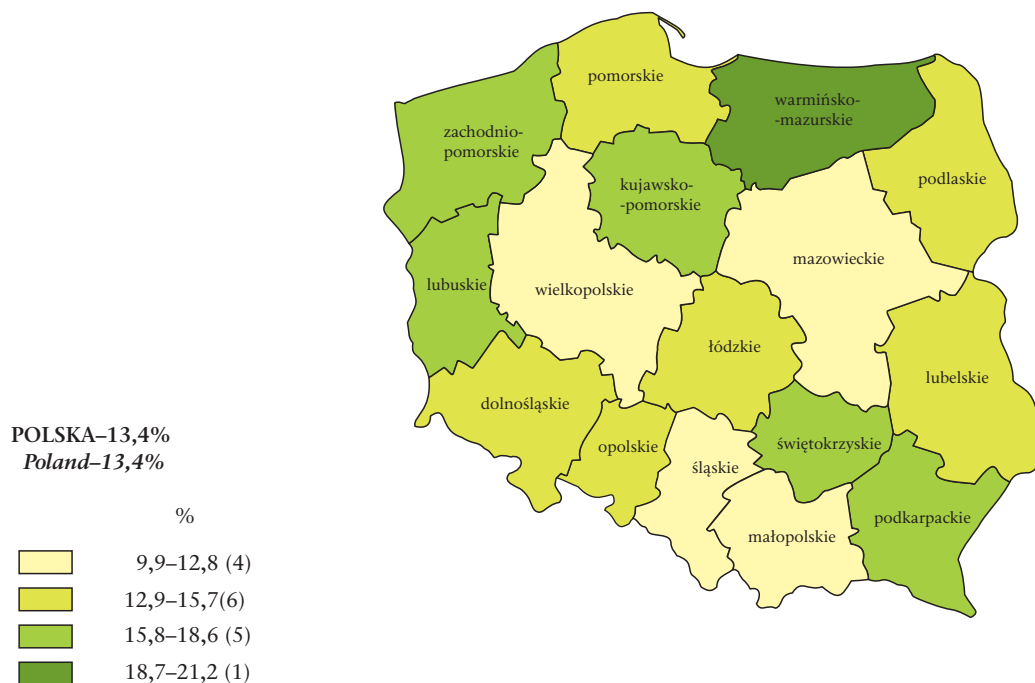 pomorskie
warmińsko-
-mazurskie
zachodnio-
pomorskie
podlaskie
kujawsko-
-pomorskie
mazowieckie
lubuskie
wielkopolskie
łódzkie
lubelskie
dolnośląskie
opolskie
świętokrzyskie
śląskie
podkarpackie
małopolskie
POLSKA–13,4%
Poland–13,4%
%
9,9–12,8 (4)
12,9–15,7(6)
15,8–18,6 (5)
18,7–21,2 (1)